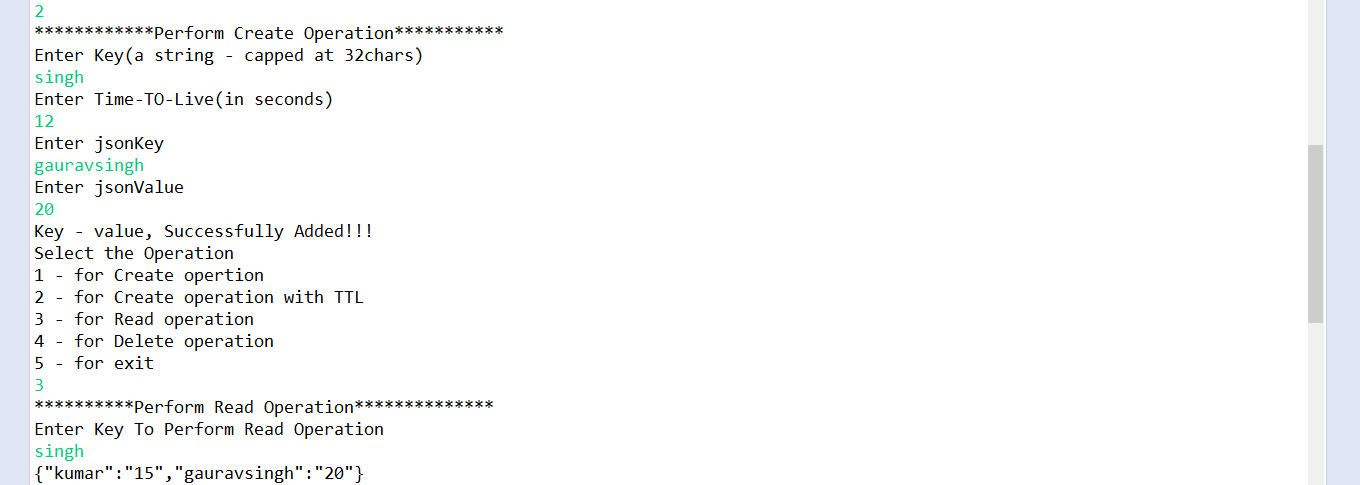 2
************Perform Create Operation***********
Enter Key(a string - capped at 32chars)
singh
Enter Time-TO-Live(in seconds)
12
Enter jsonKey
gauravsingh
Enter jsonValue
20
Key - value, Successfully Added!!!
Select the Operation
1 - for Create opertion
2 - for Create operation with TTL
3 - for Read operation
4 - for Delete operation
5 - for exit
3
**********Perform Read Operation**************
Enter Key To Perform Read Operation
singh
{"kumar":"15","gauravsingh":"20"}